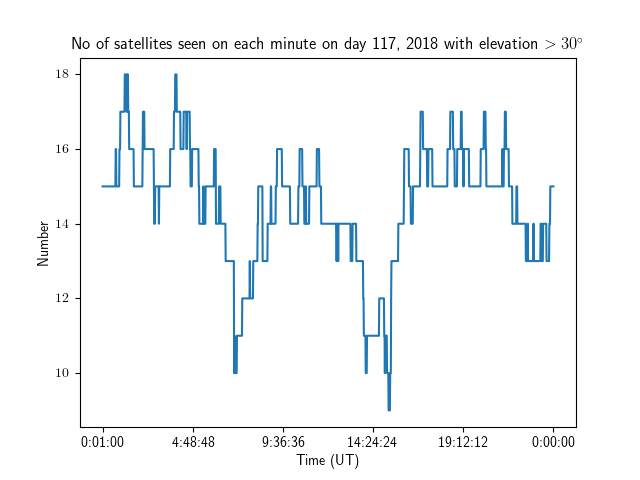 No of satellites seen on each minute on day 117, 2018 with elevation > 30°
18
16
14
12
10
Number
0:01:00 4:48:48 9:36:36 14:24:24 19:12:12 0:00:00
Time (UT)